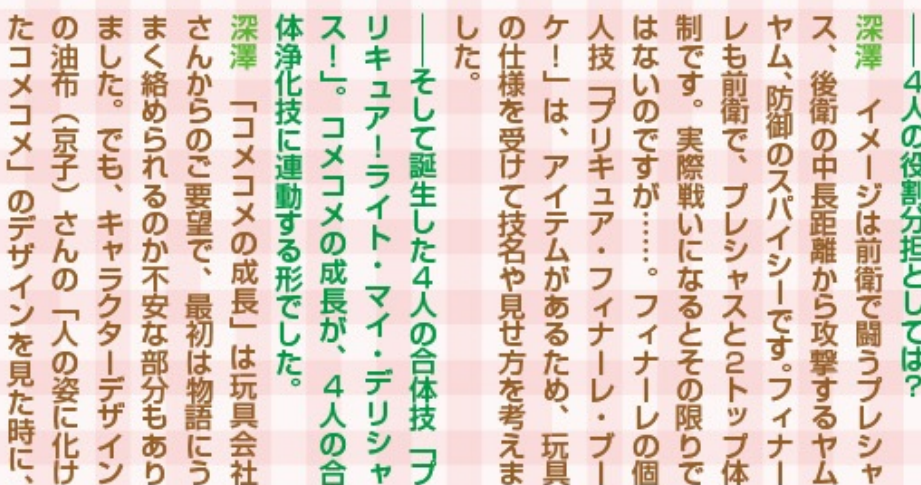 ――4人の役割分担としては?
深澤　イメージは前衛で闘うプレシャ
ス、後衛の中長距離から攻撃するヤム
ヤム、防御のスパイシーです。フィナー
レも前衛で、プレシャスと2トップ体
制です。実際戦いになるとその限りで
はないのですが……。フィナーレの個
人技「プリキュア・フィナーレ・ブー
ケ!」は、アイテムがあるため、玩具
の仕様を受けて技名や見せ方を考えま
した。
――そして誕生した4人の合体技「プ
リキュア!ライト・マイ・デリシャ
ス!」。コメコメの成長が、4人の合
体浄化技に連動する形でした。
深澤　「コメコメの成長」は玩具会社
さんからのご要望で、最初は物語にう
まく絡められるのか不安な部分もあり
ました。でも、キャラクターデザイン
の油布（京子）さんの「人の姿に化け
たコメコメ」のデザインを見た時に、